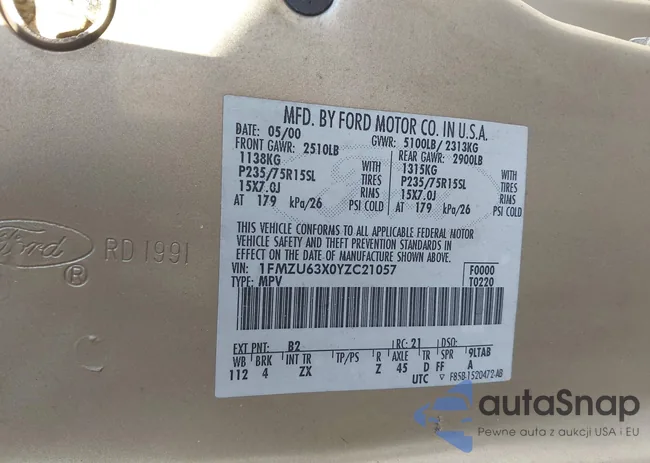 MFD. BY FORD MOTOR CO. IN U.S.A.
DATE: 05/00 GVWR: 5100LB/ 2313KG
FRONT GAWR: 2510LB REAR GAWR: 2900LB
1138KG WITH 1315KG WITH
P235/75R15SL TIRES P235/75R15SL TIRES
15X7.0J RIMS 15X7.0J RIMS
AT 179 kPa/26 PSI COLD AT 179 kPa/26 PSI COLD
THIS VEHICLE CONFORMS TO ALL APPLICABLE FEDERAL MOTOR
VEHICLE SAFETY AND THEFT PREVENTION STANDARDS IN EFFECT
ON THE DATE OF MANUFACTURE SHOWN ABOVE.
VIN: 1FMZU63X0YZC21057 F0000
TYPE: MPV T0220
EXT PNT: B2 RC: 21 DSO:
WB BRK INT TR TP/PS R AXLE TR SPR 9LTAB
112 4 ZX Z 45 D FF A
UTC ▽ F85B-1520472-AB
Ford ® RD 1991
autaSnap
Pewne auta z aukcji USA i EU